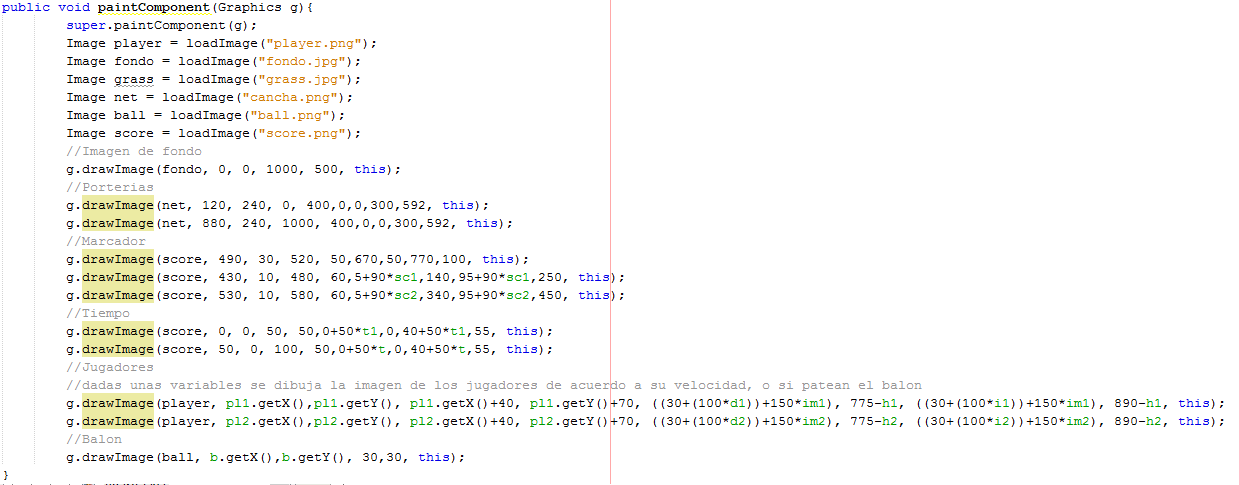 public void paintComponent(Graphics g){
super.paintComponent(g);
Image player = loadImage("player.png");
Image fondo = loadImage("fondo.jpg");
Image grass = loadImage("grass.jpg");
Image net = loadImage("cancha.png");
Image ball = loadImage("ball.png");
Image score = loadImage("score.png");
//Imagen de fondo
g.drawImage(fondo, 0, 0, 1000, 500, this);
//Porterias
g.drawImage(net, 120, 240, 0, 400,0,0,300,592, this);
g.drawImage(net, 880, 240, 1000, 400,0,0,300,592, this);
//Marcador
g.drawImage(score, 490, 30, 520, 50,670,50,770,100, this);
g.drawImage(score, 430, 10, 480, 60,5+90*sc1,140,95+90*sc1,250, this);
g.drawImage(score, 530, 10, 580, 60,5+90*sc2,340,95+90*sc2,450, this);
//Tiempo
g.drawImage(score, 0, 0, 50, 50,0+50*t1,0,40+50*t1,55, this);
g.drawImage(score, 50, 0, 100, 50,0+50*t,0,40+50*t,55, this);
//Jugadores
//dadas unas variables se dibuja la imagen de los jugadores de acuerdo a su velocidad, o si patean el balon
g.drawImage(player, pl1.getX(),pl1.getY(), pl1.getX()+40, pl1.getY()+70, ((30+(100*d1))+150*im1), 775-h1, ((30+(100*i1))+150*im1), 890-h1, this);
g.drawImage(player, pl2.getX(),pl2.getY(), pl2.getX()+40, pl2.getY()+70, ((30+(100*d2))+150*im2), 775-h2, ((30+(100*i2))+150*im2), 890-h2, this);
//Balon
g.drawImage(ball, b.getX(),b.getY(), 30,30, this);
}